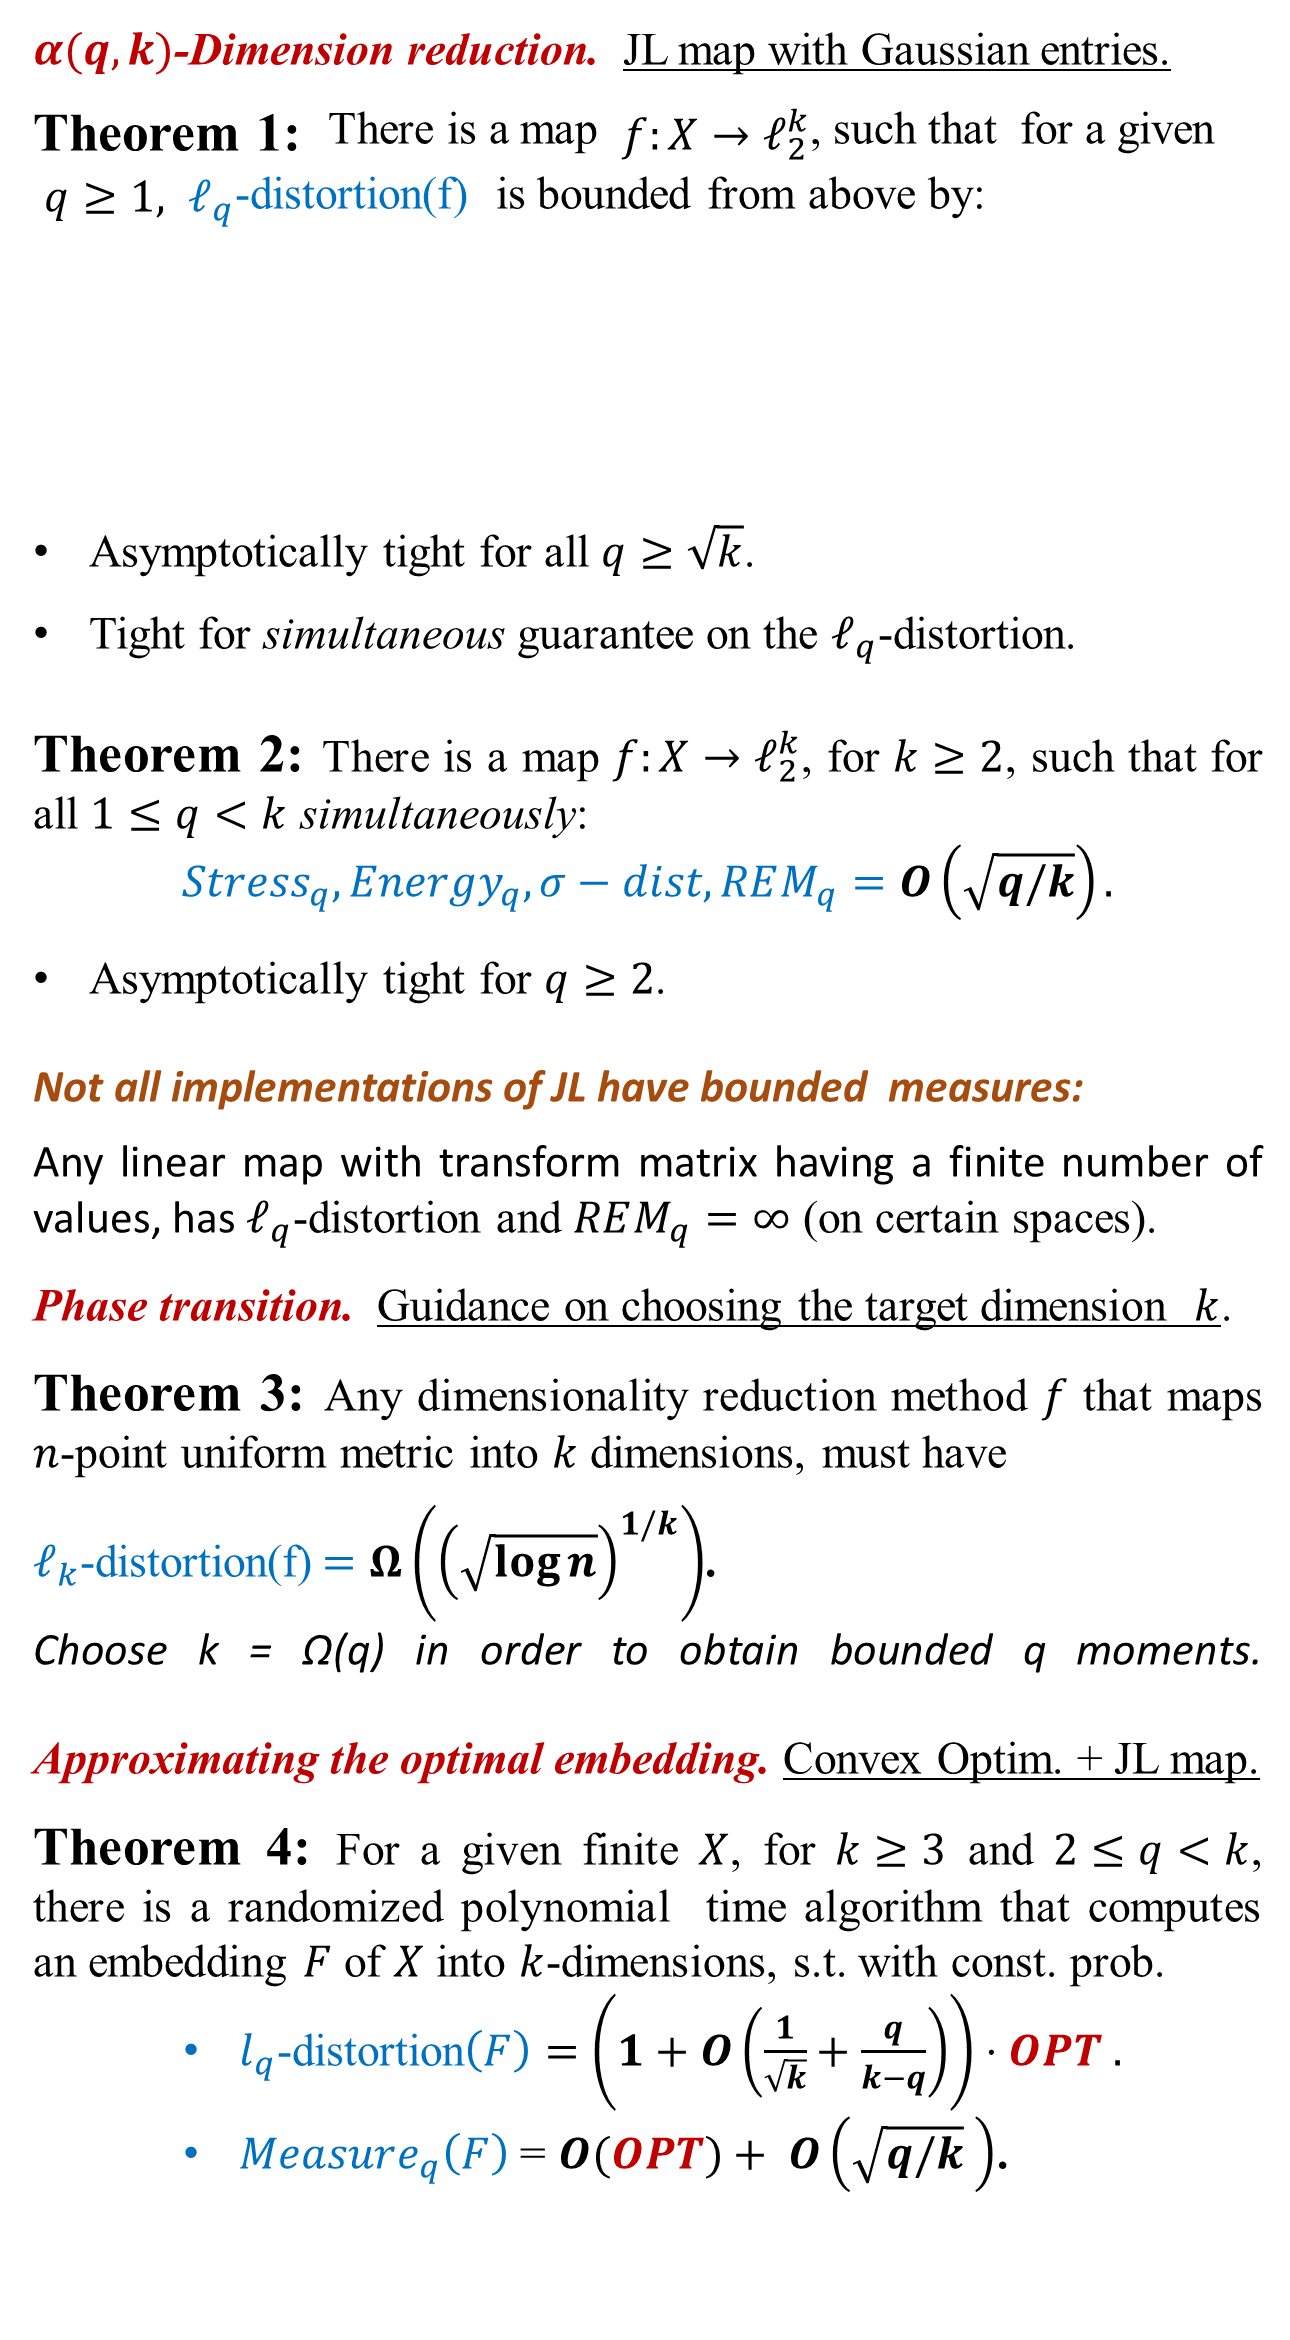 α(q,k)-Dimension reduction. JL map with Gaussian entries.
Theorem 1: There is a map f:X → ℓ₂ᵏ, such that for a given
q ≥ 1, ℓ_q-distortion(f) is bounded from above by:
• Asymptotically tight for all q ≥ √k.
• Tight for simultaneous guarantee on the ℓ_q-distortion.
Theorem 2: There is a map f:X → ℓ₂ᵏ, for k ≥ 2, such that for
all 1 ≤ q < k simultaneously:
Stress_q, Energy_q, σ − dist, REM_q = O(√(q/k)).
• Asymptotically tight for q ≥ 2.
Not all implementations of JL have bounded measures:
Any linear map with transform matrix having a finite number of
values, has ℓ_q-distortion and REM_q = ∞ (on certain spaces).
Phase transition. Guidance on choosing the target dimension k.
Theorem 3: Any dimensionality reduction method f that maps
n-point uniform metric into k dimensions, must have
ℓ_k-distortion(f) = Ω((√log n)^{1/k}).
Choose k = Ω(q) in order to obtain bounded q moments.
Approximating the optimal embedding. Convex Optim. + JL map.
Theorem 4: For a given finite X, for k ≥ 3 and 2 ≤ q < k,
there is a randomized polynomial time algorithm that computes
an embedding F of X into k-dimensions, s.t. with const. prob.
• l_q-distortion(F) = (1 + O(1/√k + q/(k−q))) · OPT .
• Measure_q(F) = O(OPT) + O(√(q/k)).